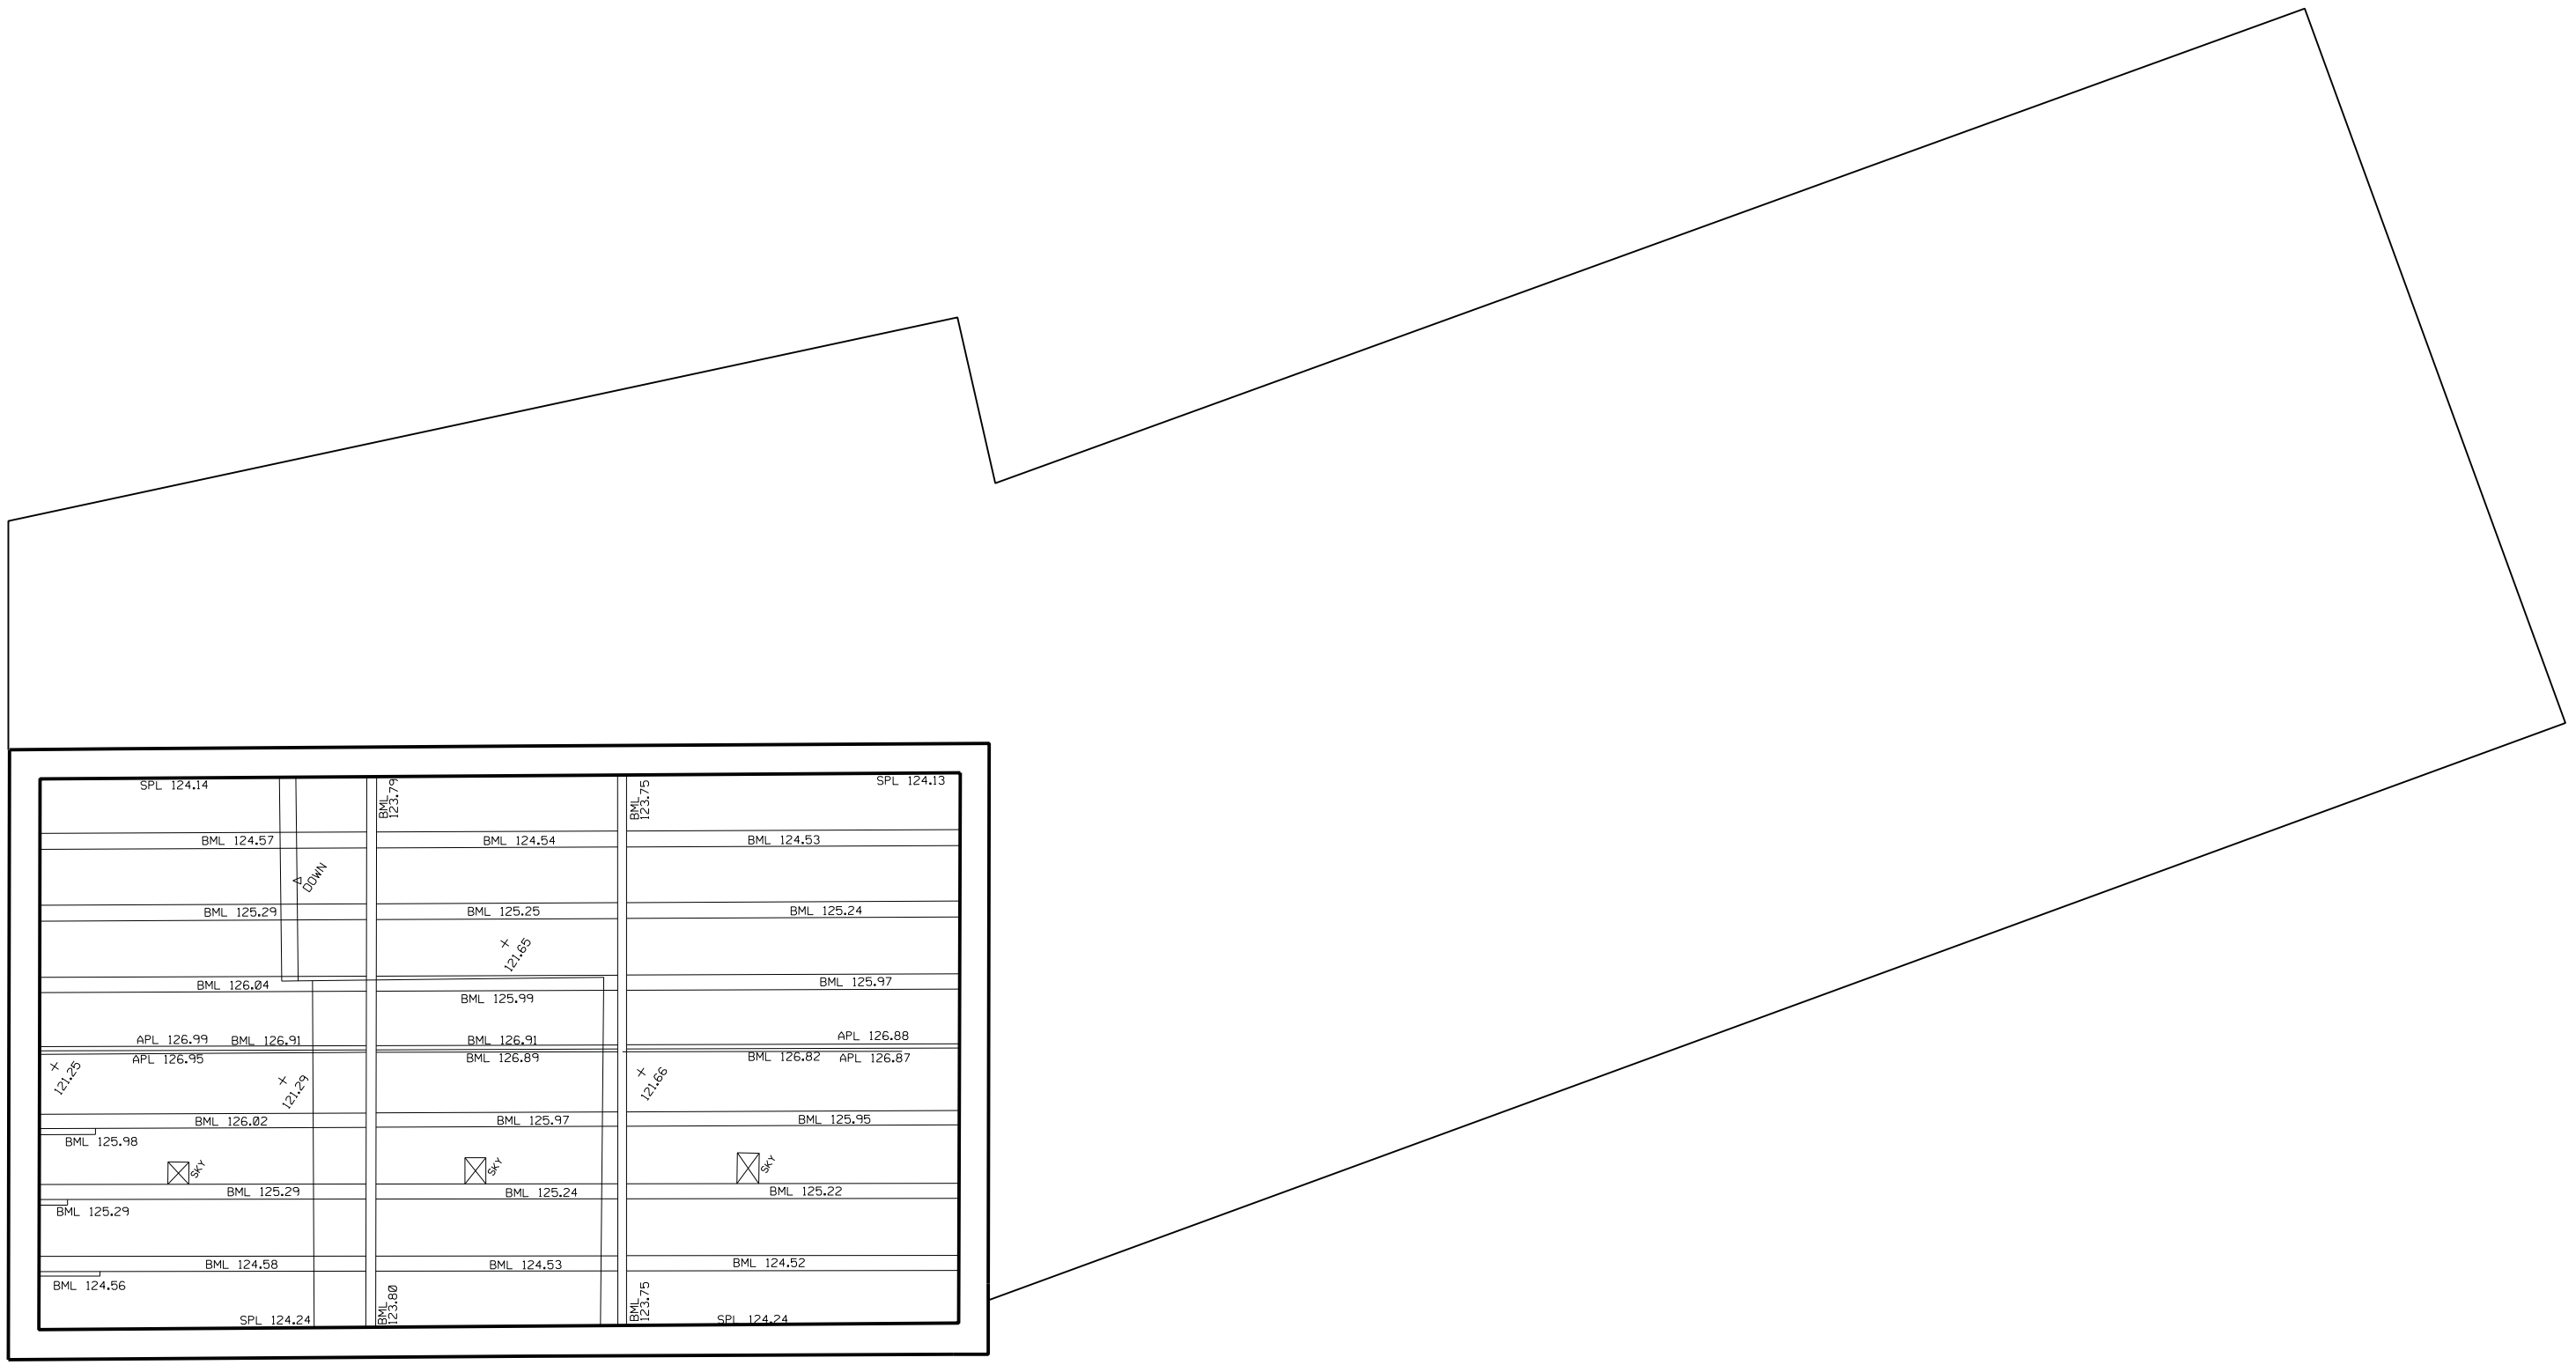 SPL 124.14
SPL 124.13
BML
123.79
BML
123.75
BML 124.57
BML 124.54
BML 124.53
DOWN
BML 125.29
BML 125.25
BML 125.24
121.65
BML 126.04
BML 125.99
BML 125.97
APL 126.99
BML 126.91
BML 126.91
APL 126.88
APL 126.95
BML 126.89
BML 126.82
APL 126.87
121.25
121.29
121.66
BML 126.02
BML 125.97
BML 125.95
BML 125.98
SKY
SKY
SKY
BML 125.29
BML 125.24
BML 125.22
BML 125.29
BML 124.58
BML 124.53
BML 124.52
BML 124.56
BML
123.80
BML
123.75
SPL 124.24
SPL 124.24